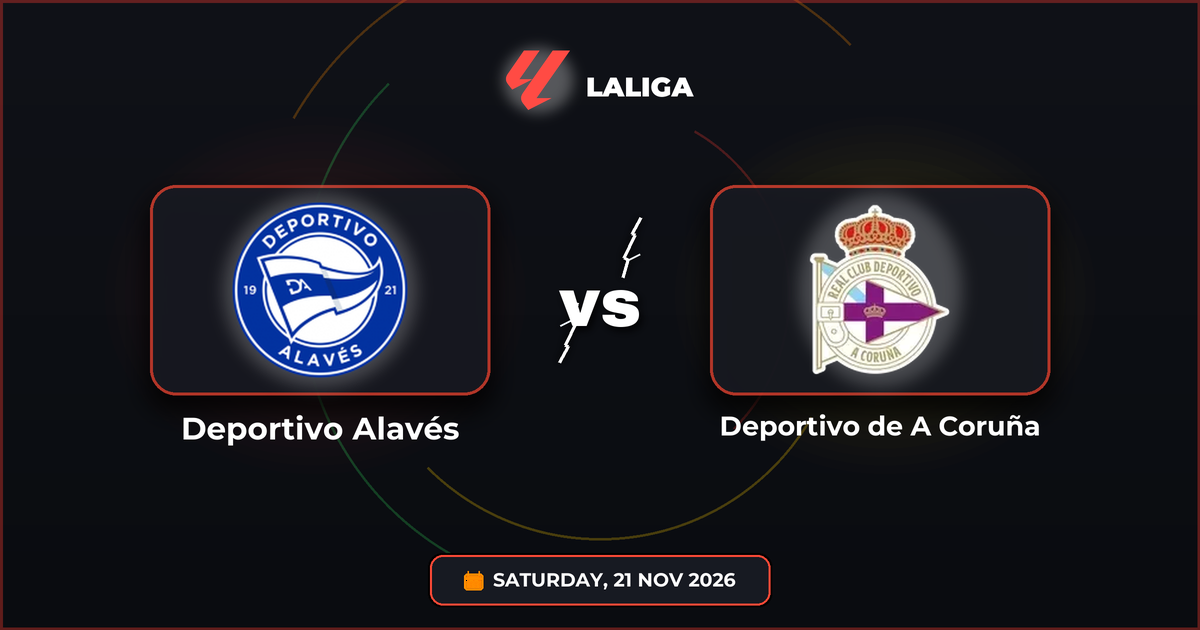 LALIGA
DEPORTIVO
19
21
DA
ALAVÉS
REAL CLUB DEPORTIVO
A CORUÑA
VS
Deportivo Alavés
Deportivo de A Coruña
SATURDAY, 21 NOV 2026